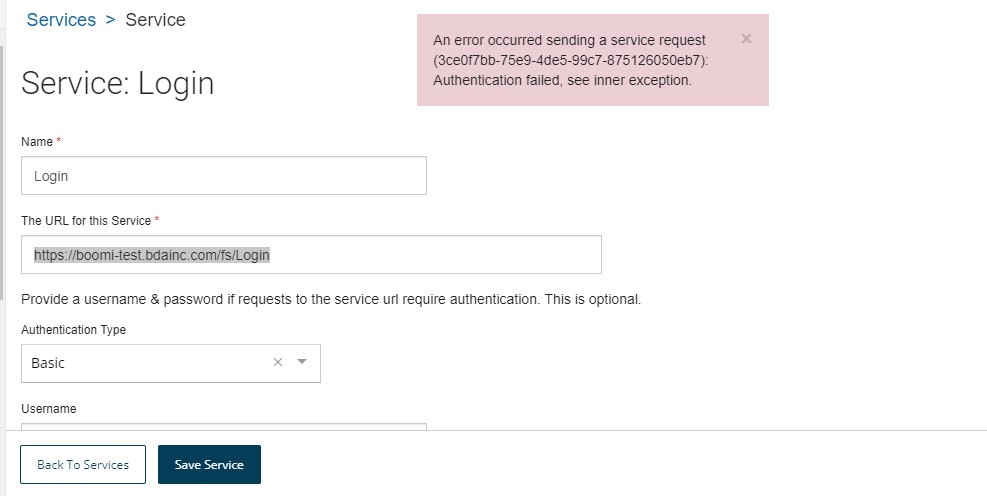 Services > Service
An error occurred sending a service request ×
(3ce0f7bb-75e9-4de5-99c7-875126050eb7):
Authentication failed, see inner exception.
Service: Login
Name *
Login
The URL for this Service *
https://boomi-test.bdainc.com/fs/Login
Provide a username & password if requests to the service url require authentication. This is optional.
Authentication Type
Basic ×
Username
Back To Services
Save Service